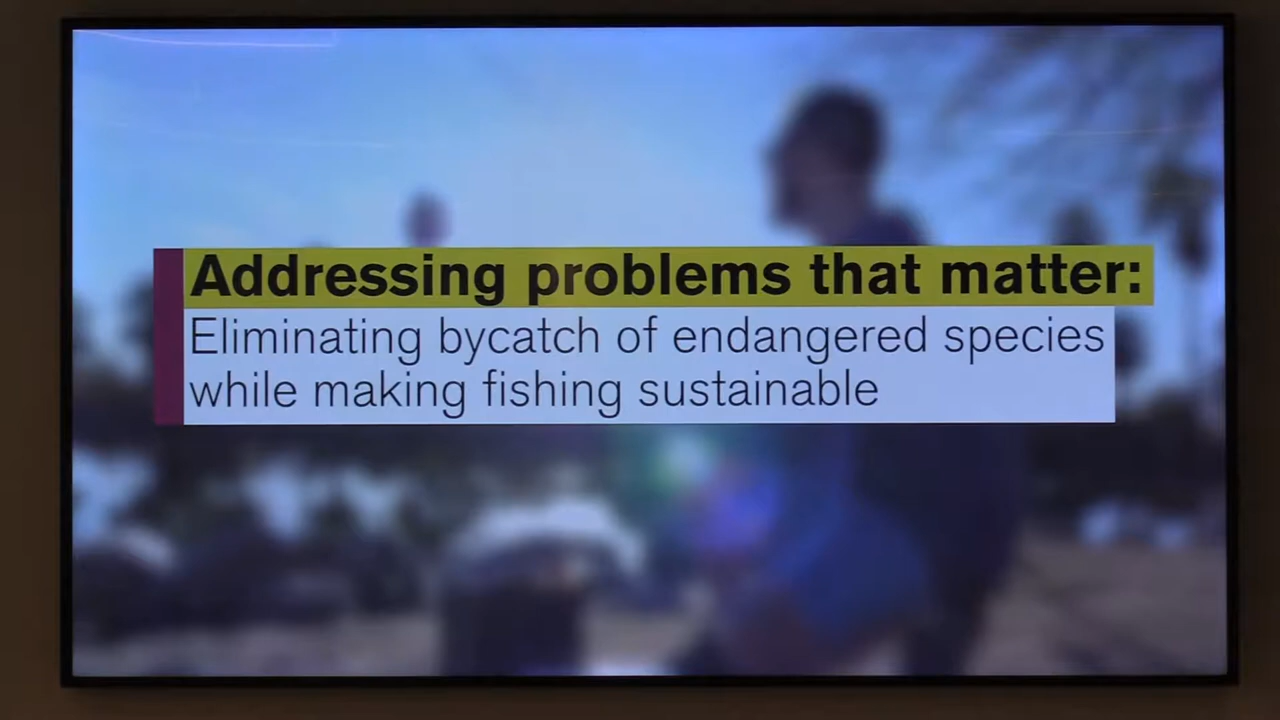 Addressing problems that matter:
Eliminating bycatch of endangered species
while making fishing sustainable